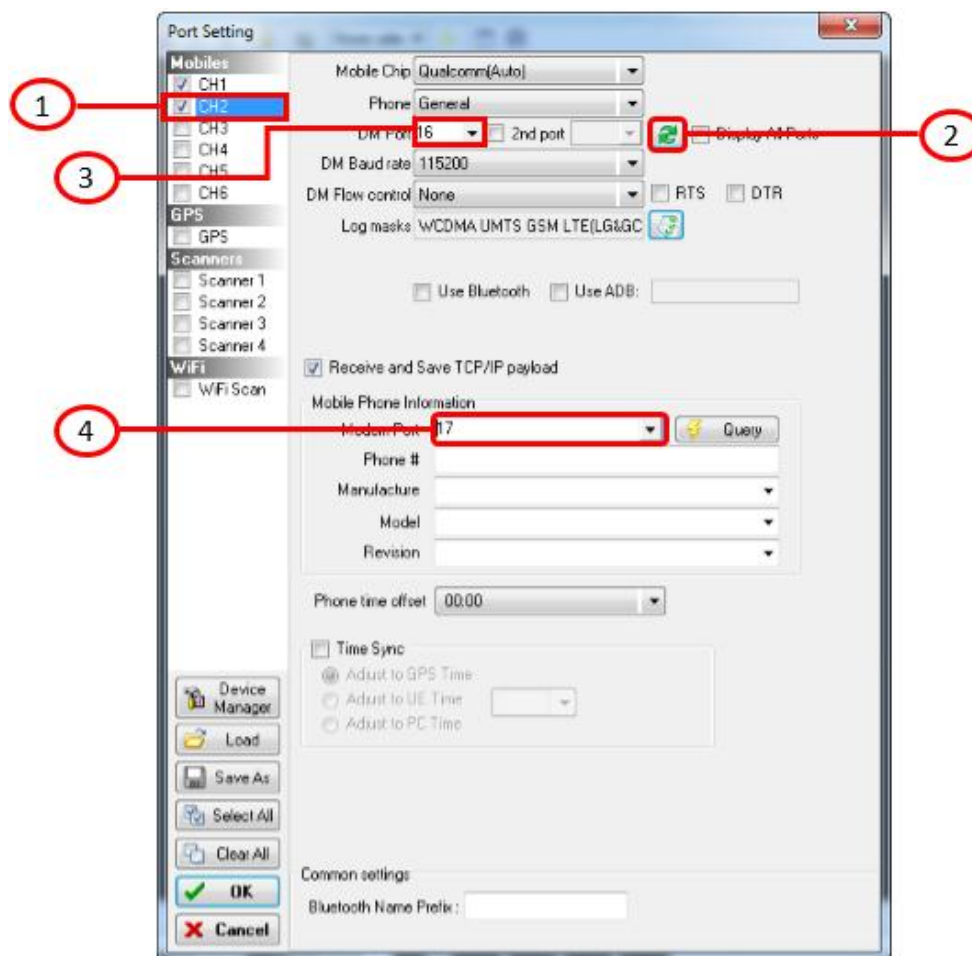 Port Setting
Mobiles
CH1
CH2
CH3
CH4
CH5
CH6
GPS
GPS
Scanners
Scanner 1
Scanner 2
Scanner 3
Scanner 4
WiFi
WiFi Scan
Device Manager
Load
Save As
Select All
Clear All
OK
Cancel
Mobile Chip Qualcomm(Auto)
Phone General
DM Port 16 2nd port Display All Ports
DM Baud rate 115200
DM Flow control None RTS DTR
Log masks WCDMA UMTS GSM LTE(LG&GC
Use Bluetooth Use ADB:
Receive and Save TCP/IP payload
Mobile Phone Information
Modem Port 17 Query
Phone #
Manufacture
Model
Revision
Phone time offset 00:00
Time Sync
Adjust to GPS Time
Adjust to UE Time
Adjust to PC Time
Common settings
Bluetooth Name Prefix :
1
2
3
4